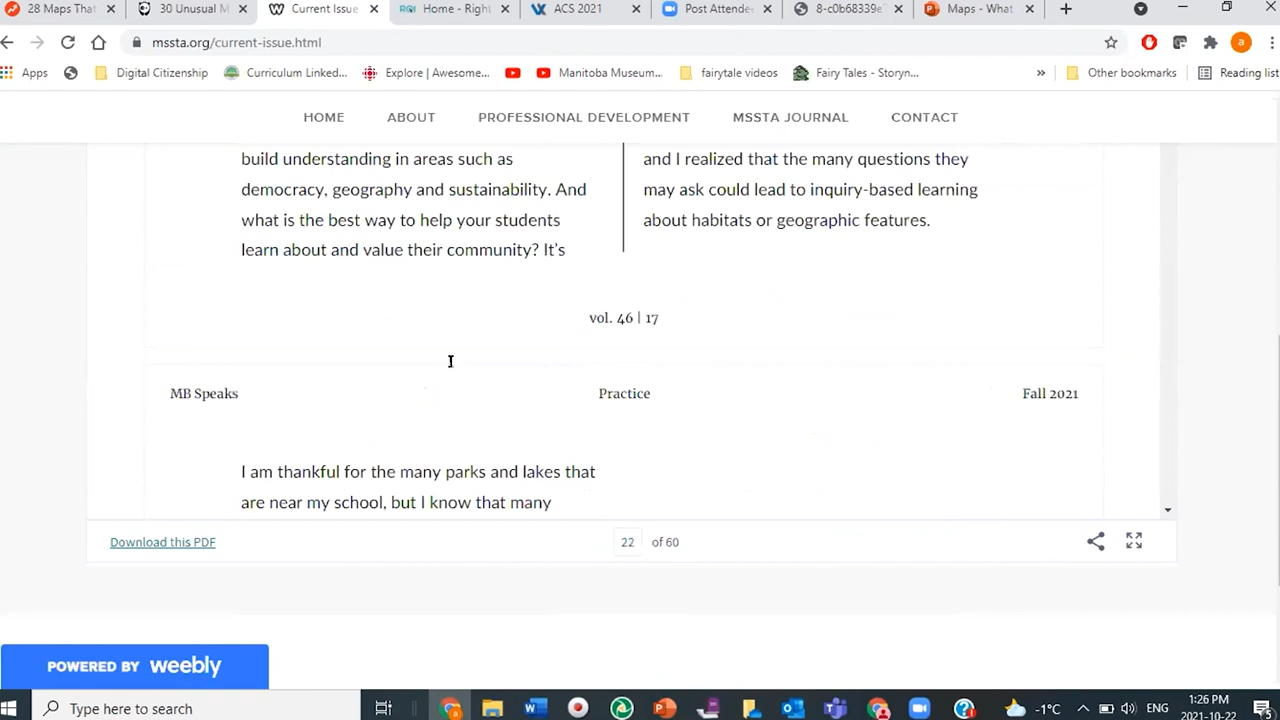 28 Maps That
30 Unusual M
Current Issue
Home - Right
ACS 2021
Post Attendee
8-c0b68339e
Maps - What
mssta.org/current-issue.html
Apps
Digital Citizenship
Curriculum Linked...
Explore | Awesome...
Manitoba Museum...
fairytale videos
Fairy Tales - Storyn...
»
Other bookmarks
Reading list
HOME
ABOUT
PROFESSIONAL DEVELOPMENT
MSSTA JOURNAL
CONTACT
build understanding in areas such as
democracy, geography and sustainability. And
what is the best way to help your students
learn about and value their community? It's
and I realized that the many questions they
may ask could lead to inquiry-based learning
about habitats or geographic features.
vol. 46 | 17
MB Speaks
Practice
Fall 2021
I am thankful for the many parks and lakes that
are near my school, but I know that many
Download this PDF
22 of 60
POWERED BY weebly
Type here to search
-1°C
ENG
1:26 PM
2021-10-22